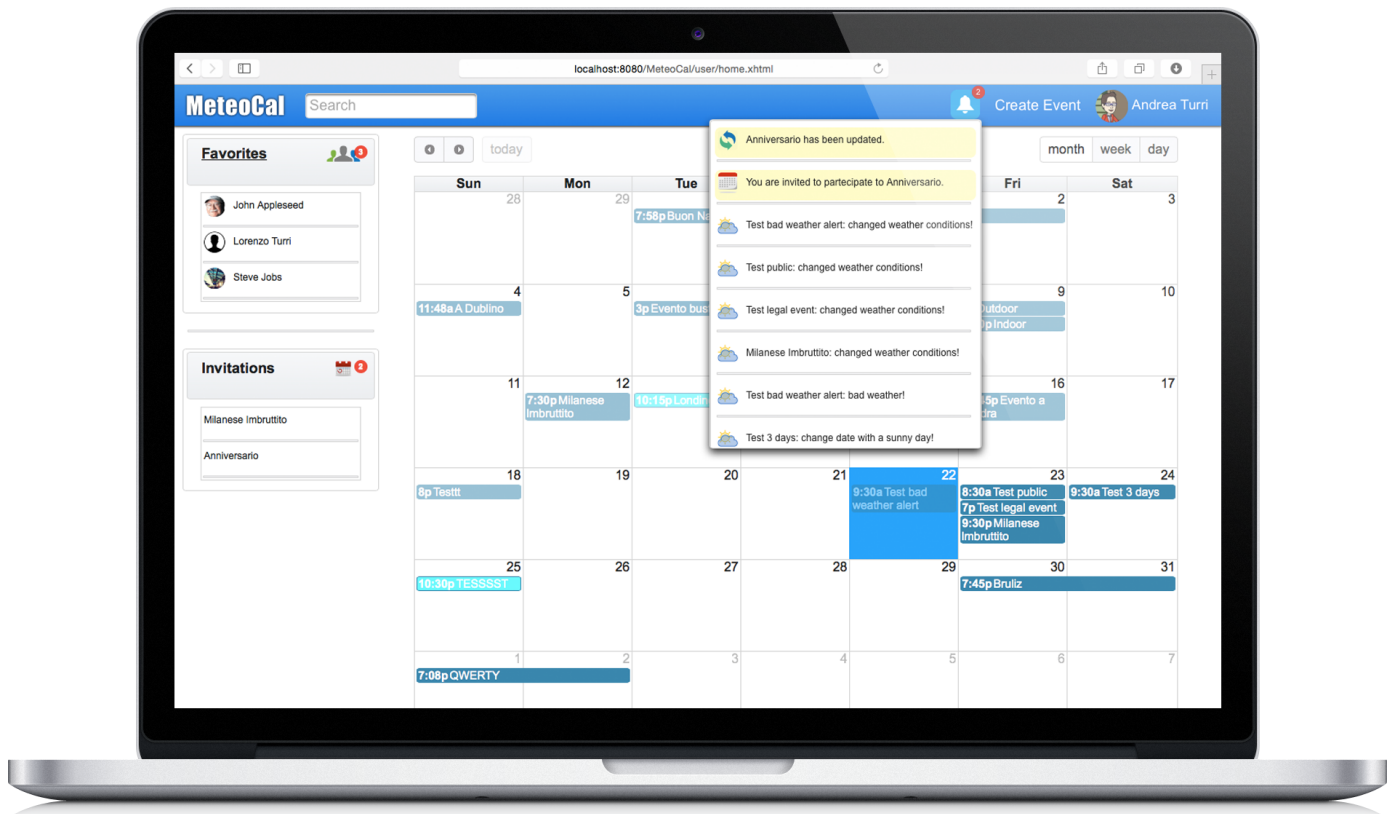 localhost:8080/MeteoCal/user/home.xhtml
MeteoCal
Search
2
Create Event
Andrea Turri
Favorites
3
John Appleseed
Lorenzo Turri
Steve Jobs
Invitations
2
Milanese Imbruttito
Anniversario
today
month week day
Anniversario has been updated.
You are invited to partecipate to Anniversario.
Test bad weather alert: changed weather conditions!
Test public: changed weather conditions!
Test legal event: changed weather conditions!
Milanese Imbruttito: changed weather conditions!
Test bad weather alert: bad weather!
Test 3 days: change date with a sunny day!
Sun Mon Tue Fri Sat
28 29 2 3
7:58p Buon Na
4 5 9 10
11:48a A Dublino
3p Evento bus
utdoor
p Indoor
11 12 16 17
7:30p Milanese
Imbruttito
10:15p Londin
5p Evento a
dra
18 19 20 21 22 23 24
8p Testtt
9:30a Test bad
weather alert
8:30a Test public
7p Test legal event
9:30p Milanese
Imbruttito
9:30a Test 3 days
25 26 27 28 29 30 31
10:30p TESSSST
7:45p Bruliz
1 2 3 4 5 6 7
7:08p QWERTY